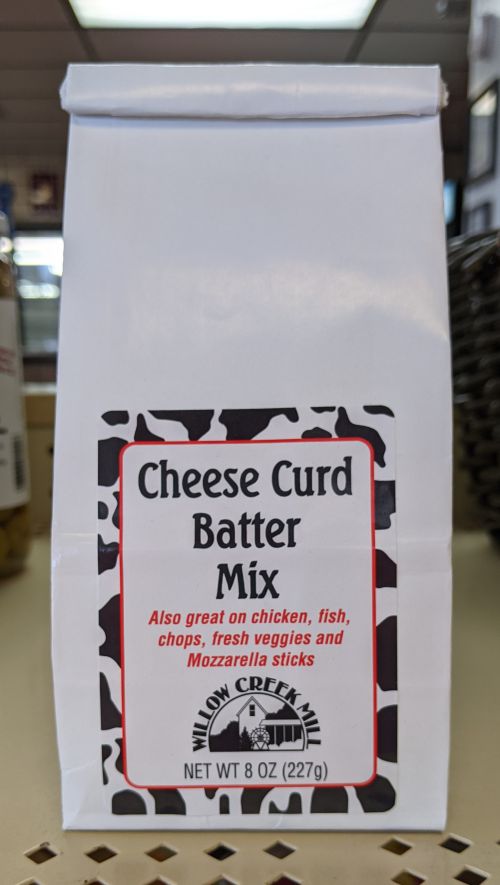 Cheese Curd
Batter
Mix
Also great on chicken, fish,
chops, fresh veggies and
Mozzarella sticks
WILLOW CREEK MILL
NET WT 8 OZ (227g)